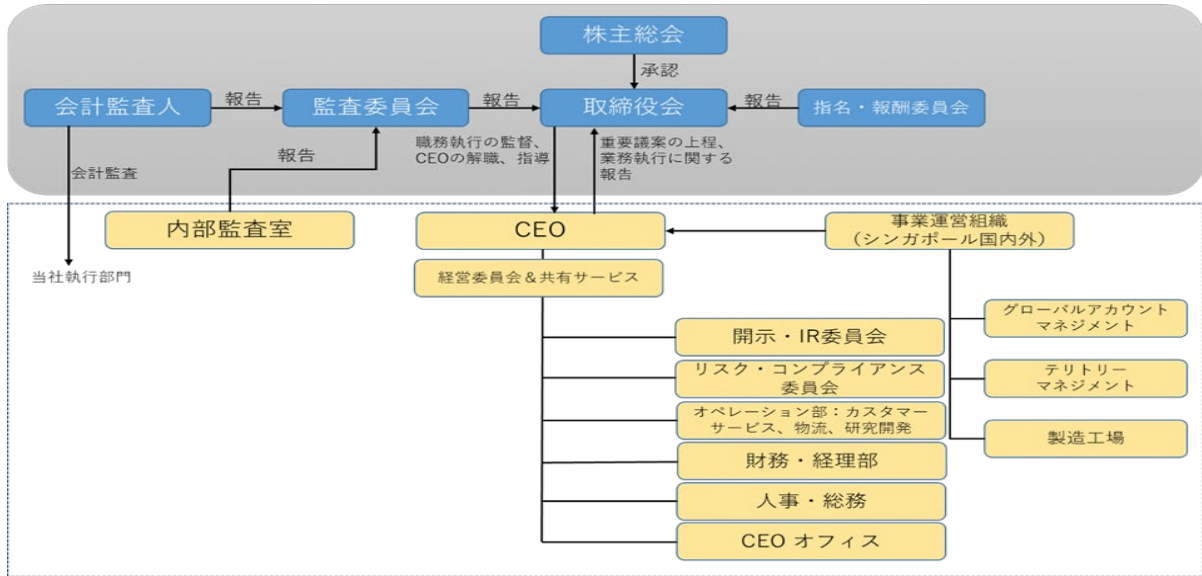 株主総会
承認
会計監査人
報告
監査委員会
報告
取締役会
報告
指名・報酬委員会
会計監査
報告
職務執行の監督、
CEOの解職、指導
重要議案の上程、
業務執行に関する
報告
内部監査室
CEO
事業運営組織
(シンガポール国内外)
当社執行部門
経営委員会&共有サービス
グローバルアカウント
マネジメント
開示・IR委員会
リスク・コンプライアンス
委員会
テリトリー
マネジメント
オペレーション部:カスタマー
サービス、物流、研究開発
製造工場
財務・経理部
人事・総務
CEO オフィス